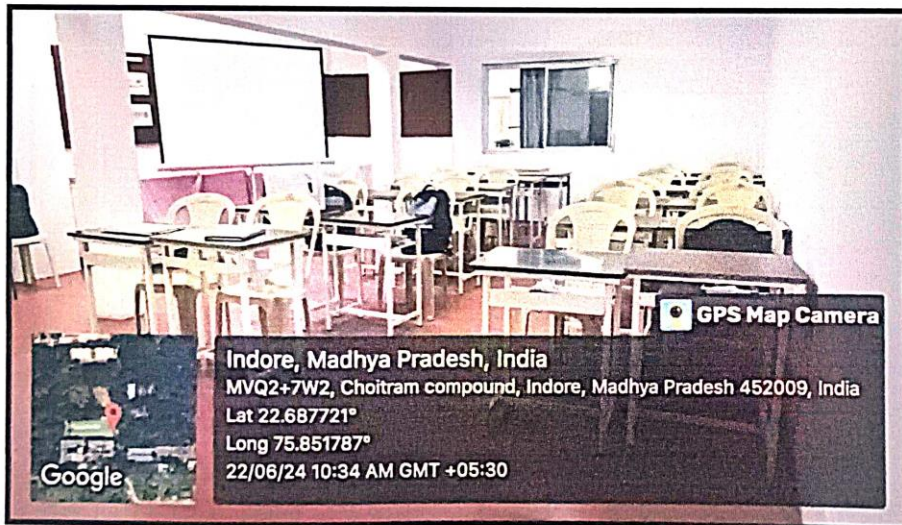 GPS Map Camera
Indore, Madhya Pradesh, India
MVQ2+7W2, Choitram compound, Indore, Madhya Pradesh 452009, India
Lat 22.687721°
Long 75.851787°
22/06/24 10:34 AM GMT +05:30
Google